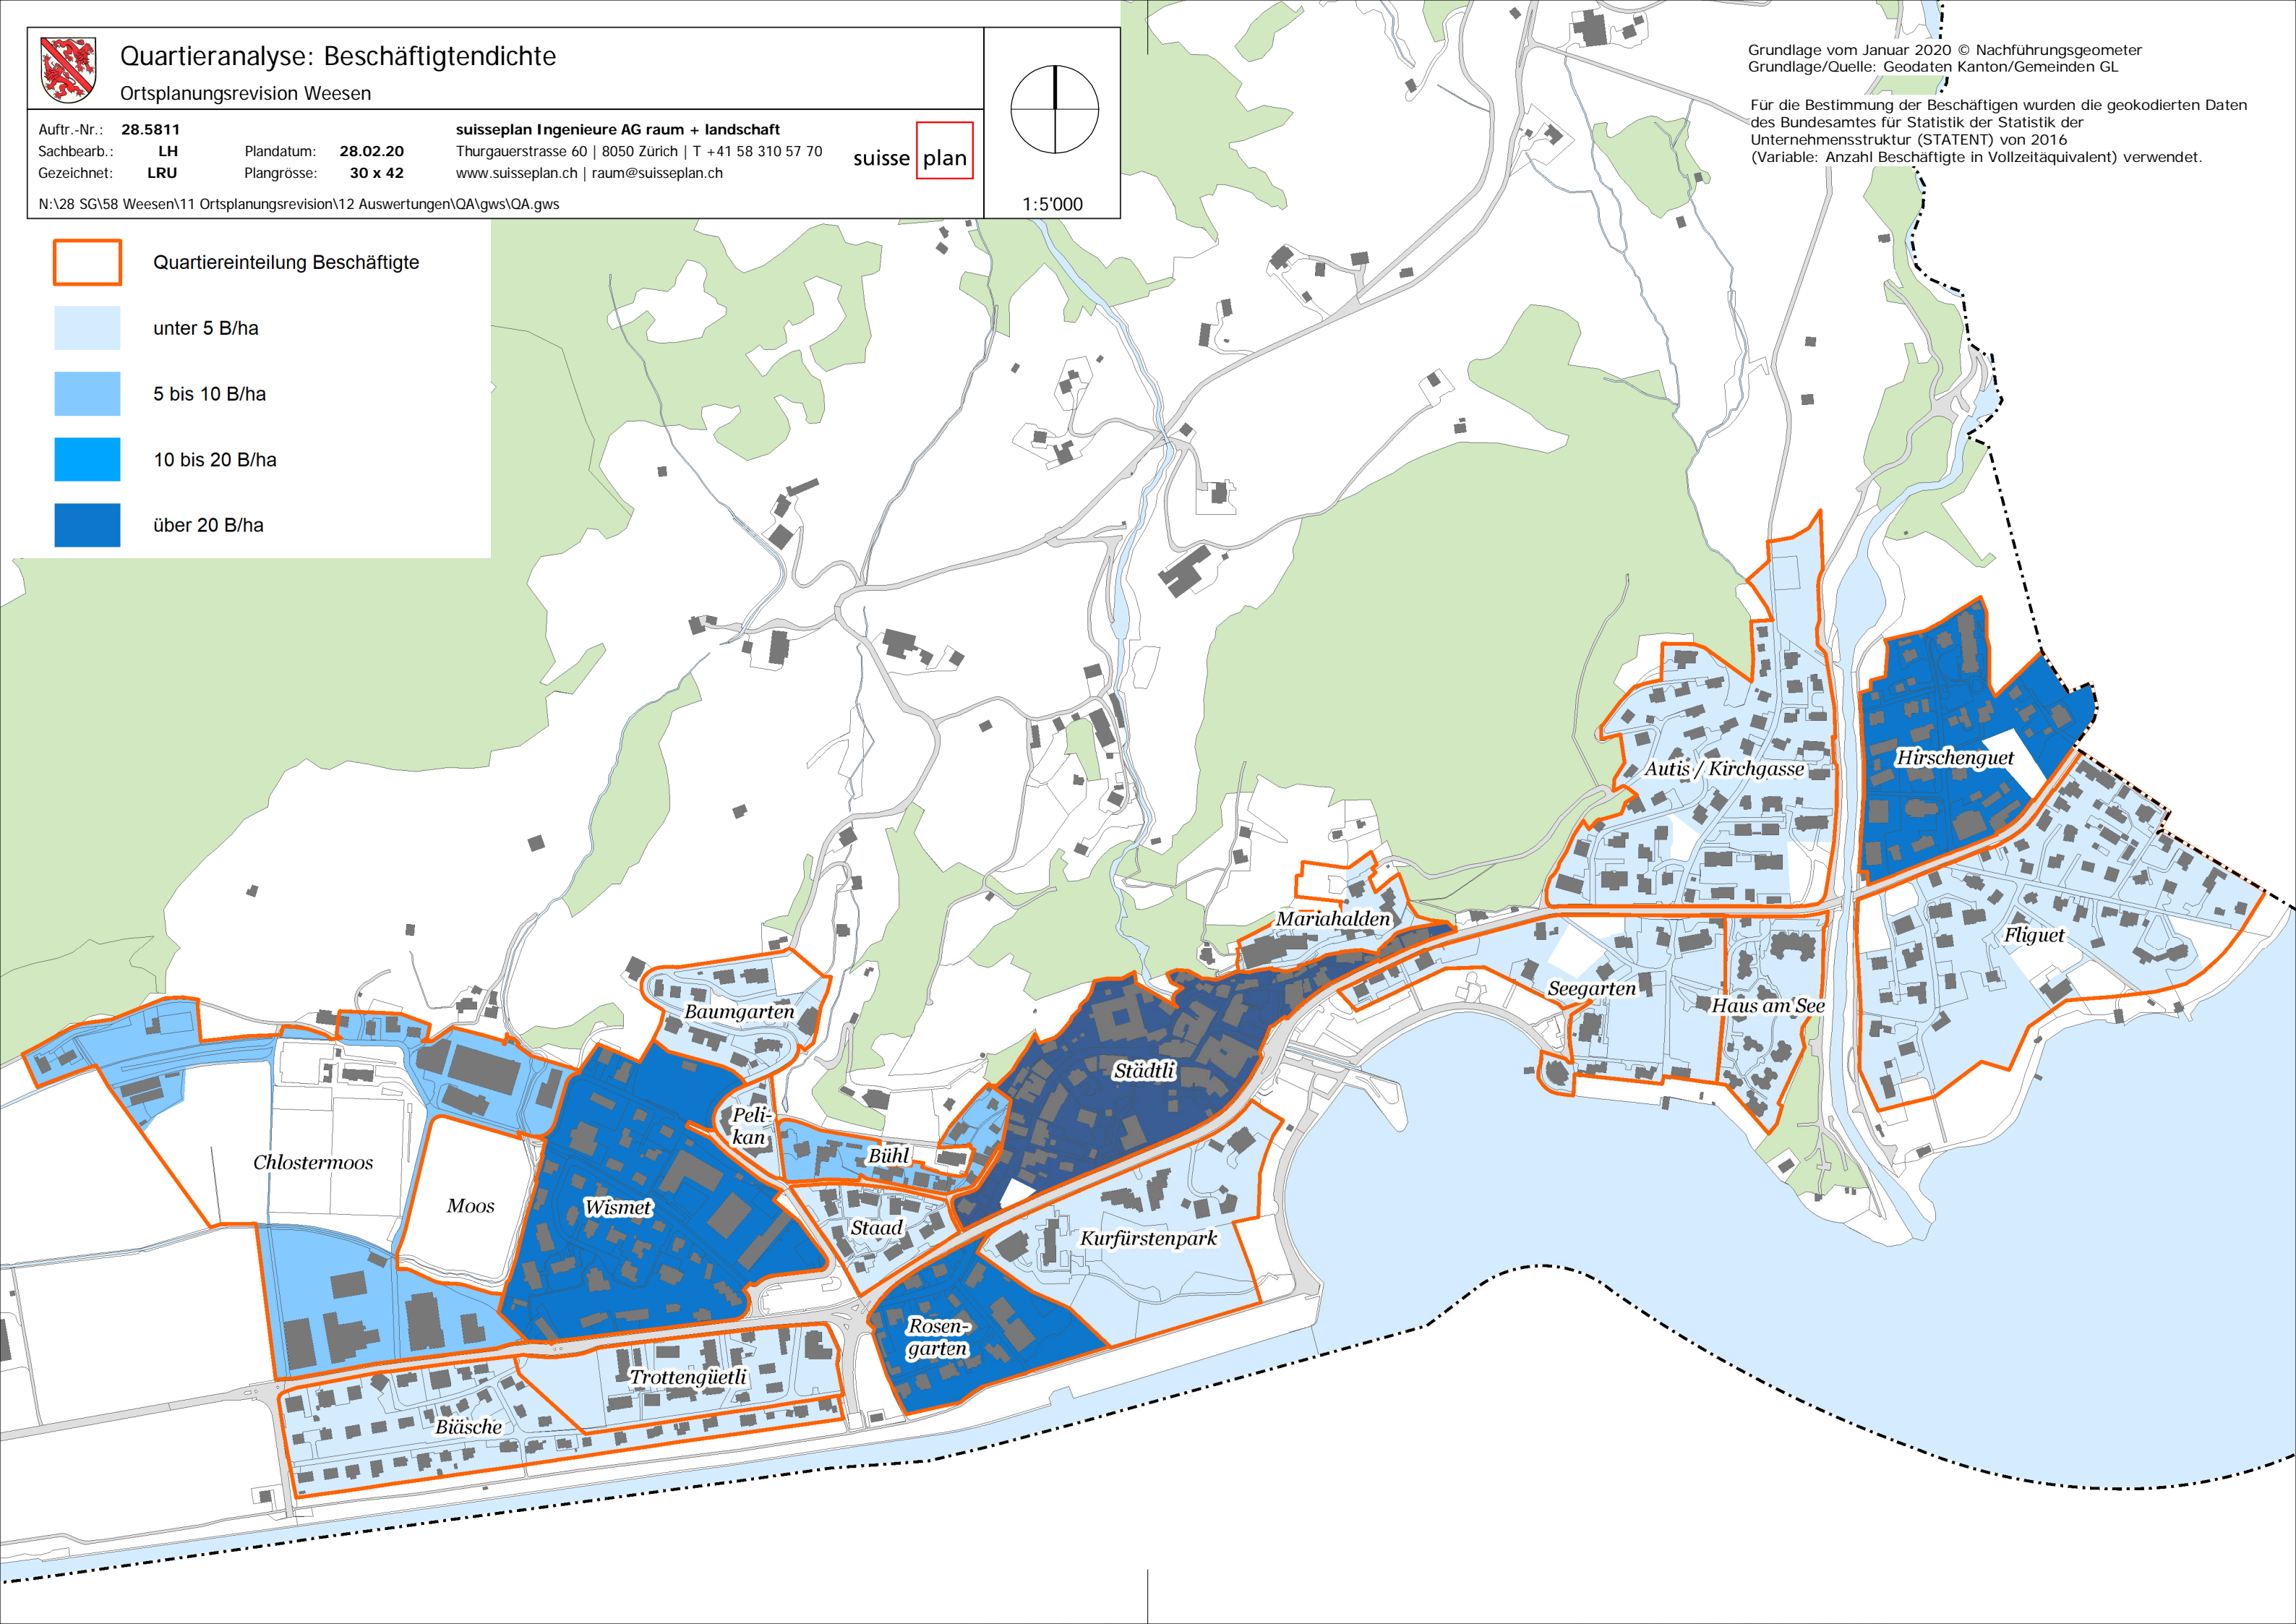 Quartieranalyse: Beschäftigtendichte
Ortsplanungsrevision Weesen
Auftr.-Nr.: 28.5811
Sachbearb.: LH Plandatum: 28.02.20
Gezeichnet: LRU Plangrösse: 30 x 42
suisseplan Ingenieure AG raum + landschaft
Thurgauerstrasse 60 | 8050 Zürich | T +41 58 310 57 70
www.suisseplan.ch | raum@suisseplan.ch
suisse plan
N:\28 SG\58 Weesen\11 Ortsplanungsrevision\12 Auswertungen\QA\gws\QA.gws
1:5'000
Grundlage vom Januar 2020 © Nachführungsgeometer
Grundlage/Quelle: Geodaten Kanton/Gemeinden GL
Für die Bestimmung der Beschäftigen wurden die geokodierten Daten
des Bundesamtes für Statistik der Statistik der
Unternehmensstruktur (STATENT) von 2016
(Variable: Anzahl Beschäftigte in Vollzeitäquivalent) verwendet.
Quartiereinteilung Beschäftigte
unter 5 B/ha
5 bis 10 B/ha
10 bis 20 B/ha
über 20 B/ha
Hirschenguet
Autis / Kirchgasse
Mariahalden
Fliguet
Seegarten
Haus am See
Baumgarten
Städtli
Peli-
kan
Bühl
Chlostermoos
Moos
Wismet
Staad
Kurfürstenpark
Rosen-
garten
Trottengüetli
Biäsche